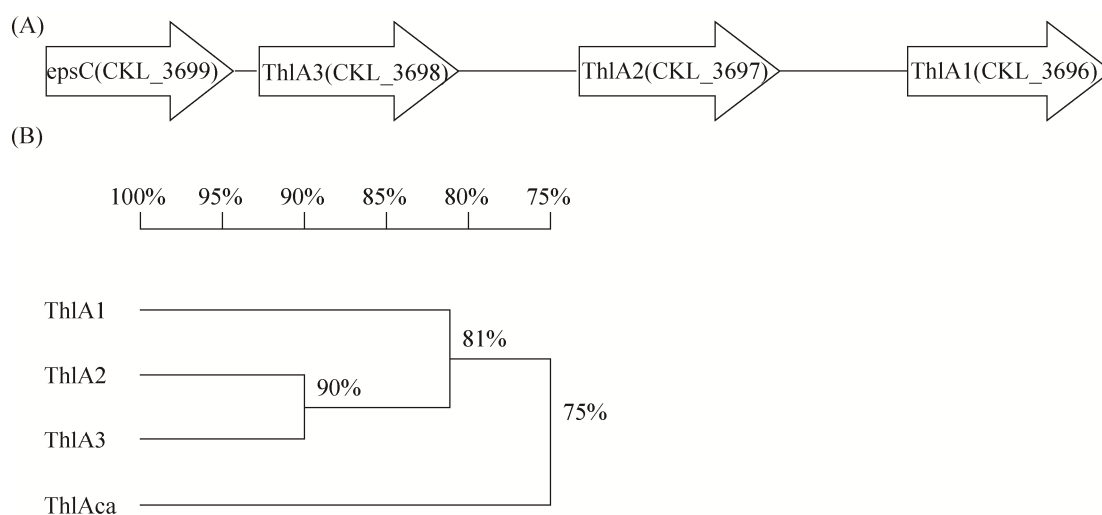 (A)
epsC(CKL_3699) ThlA3(CKL_3698) ThlA2(CKL_3697) ThlA1(CKL_3696)
(B)
100% 95% 90% 85% 80% 75%
ThlA1
81%
ThlA2
90%
75%
ThlA3
ThlAca